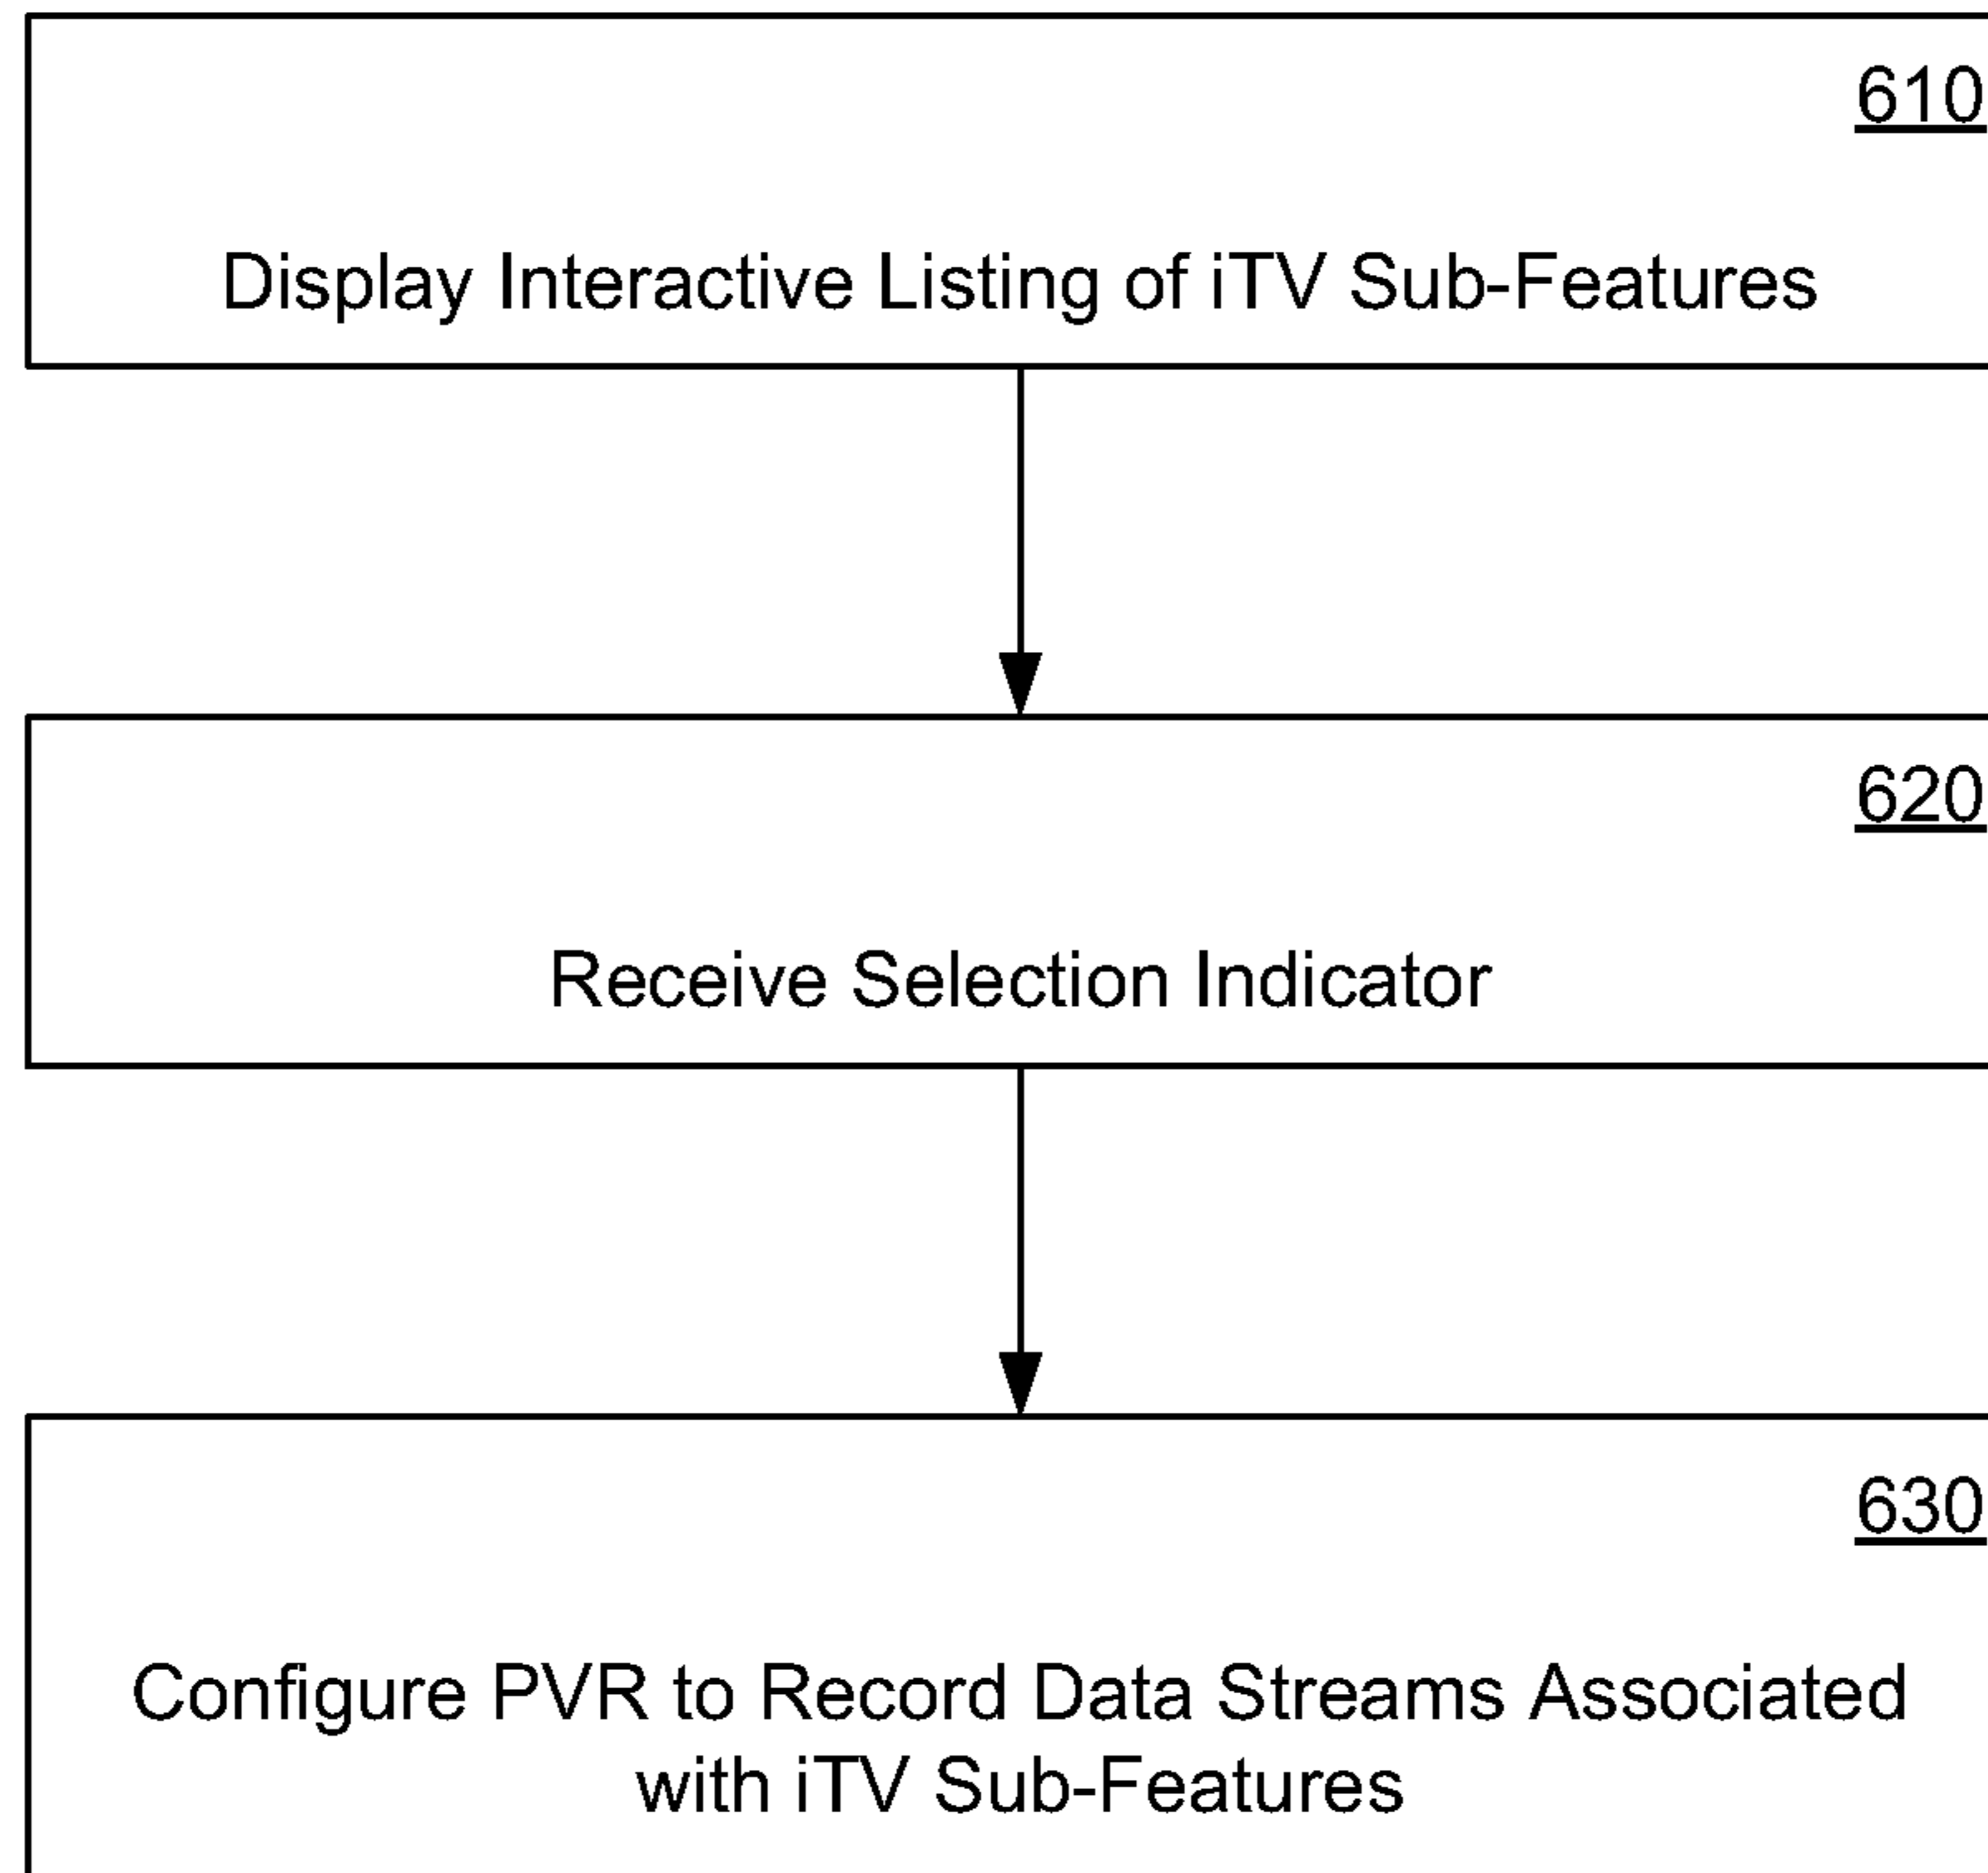 610
Display Interactive Listing of iTV Sub-Features
620
Receive Selection Indicator
630
Configure PVR to Record Data Streams Associated
with iTV Sub-Features